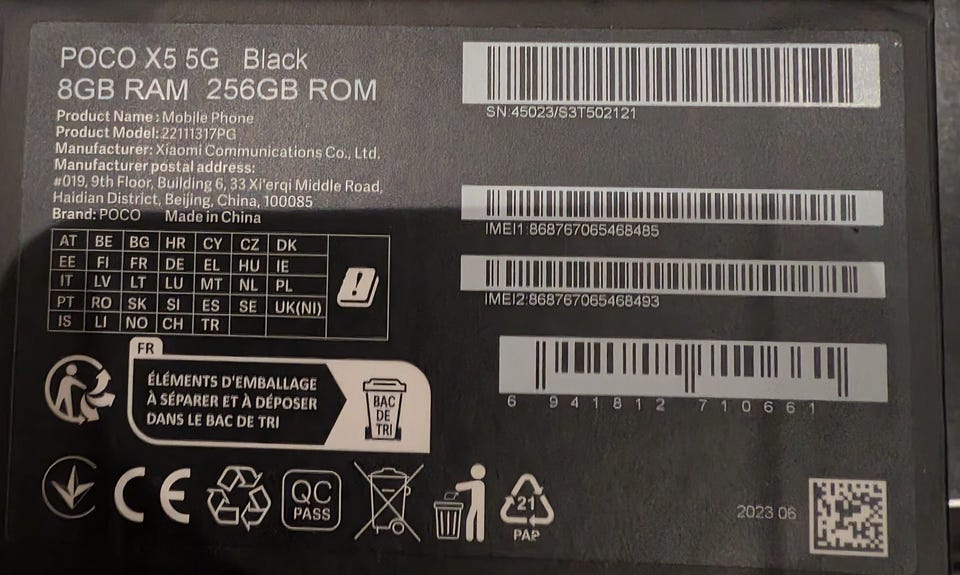 POCO X5 5G Black
8GB RAM 256GB ROM
Product Name: Mobile Phone
Product Model: 22111317PG
Manufacturer: Xiaomi Communications Co., Ltd.
Manufacturer postal address:
#019, 9th Floor, Building 6, 33 Xi'erqi Middle Road,
Haidian District, Beijing, China, 100085
Brand: POCO Made in China
AT BE BG HR CY CZ DK
EE FI FR DE EL HU IE
IT LV LT LU MT NL PL
PT RO SK SI ES SE UK(NI)
IS LI NO CH TR
FR
ÉLÉMENTS D'EMBALLAGE
À SÉPARER ET À DÉPOSER
DANS LE BAC DE TRI
BAC
DE
TRI
SN:45023/S3T502121
IMEI1:868767065468485
IMEI2:868767065468493
6 941812 710661
CE
QC
PASS
21
PAP
2023 06